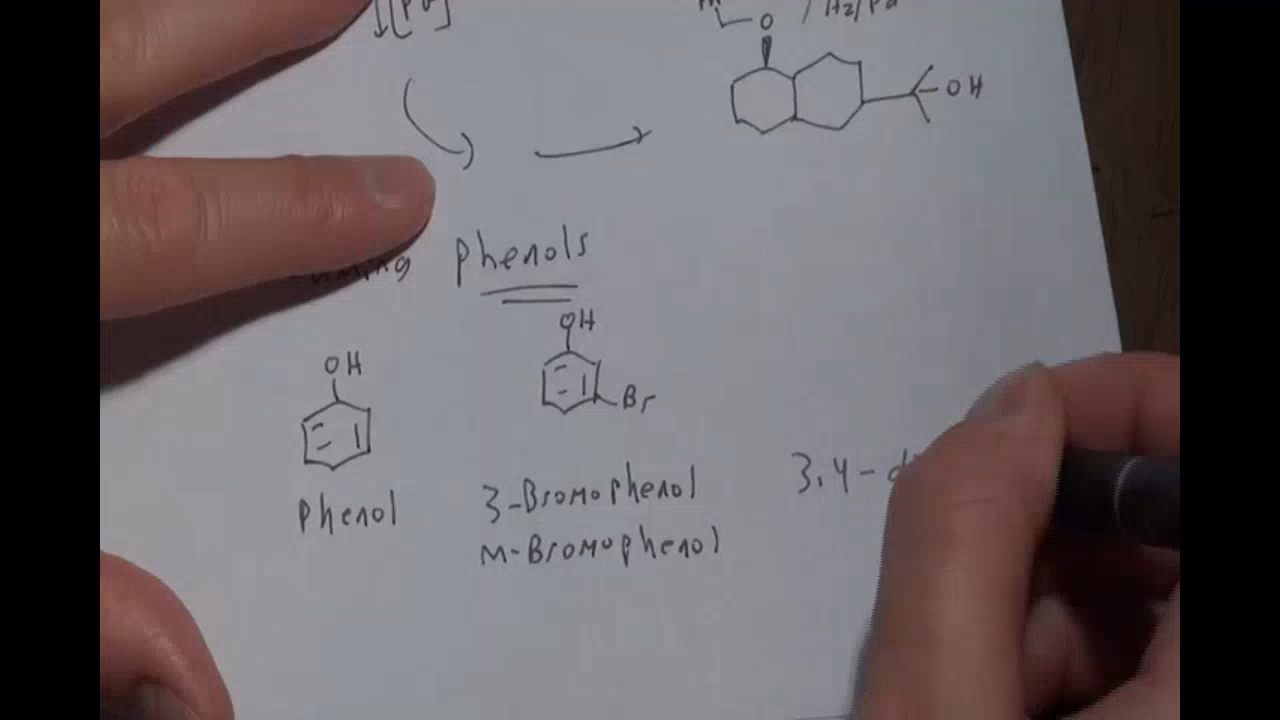 O
H2/Pd
OH
phenols
OH
OH
Br
Phenol
3-Bromophenol
M-Bromophenol
3,4-d